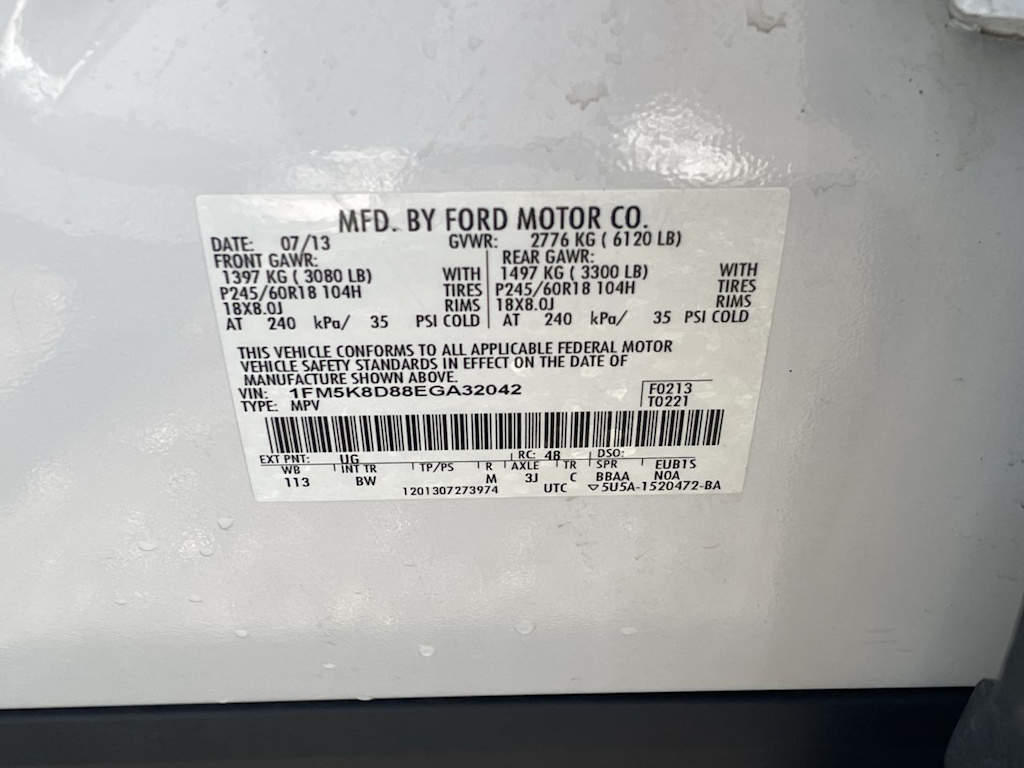 MFD. BY FORD MOTOR CO.
DATE: 07/13 GVWR: 2776 KG ( 6120 LB)
FRONT GAWR: REAR GAWR:
1397 KG ( 3080 LB) WITH 1497 KG ( 3300 LB) WITH
P245/60R18 104H TIRES P245/60R18 104H TIRES
18X8.0J RIMS 18X8.0J RIMS
AT 240 kPa/ 35 PSI COLD AT 240 kPa/ 35 PSI COLD
THIS VEHICLE CONFORMS TO ALL APPLICABLE FEDERAL MOTOR
VEHICLE SAFETY STANDARDS IN EFFECT ON THE DATE OF
MANUFACTURE SHOWN ABOVE.
VIN: 1FM5K8D88EGA32042 F0213
TYPE: MPV T0221
EXT PNT: UG RC: 48 DSO:
WB INT TR TP/PS R AXLE TR SPR EUB1S
113 BW M 3J C BBAA N0A
1201307273974 UTC ▽5U5A-1520472-BA